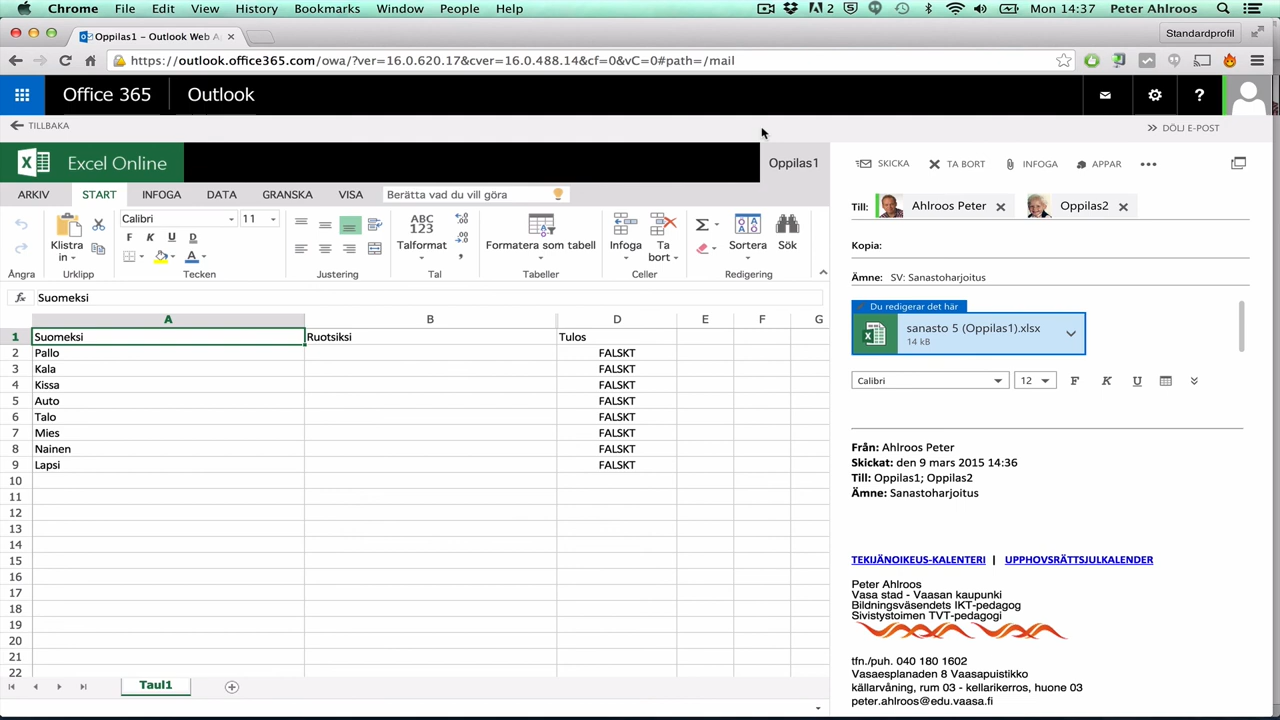 Chrome File Edit View History Bookmarks Window People Help 2 Mon 14:37 Peter Ahlroos
Oppilas1 – Outlook Web A × Standardprofil
https://outlook.office365.com/owa/?ver=16.0.620.17&cver=16.0.488.14&cf=0&vC=0#path=/mail
Office 365 Outlook ?
TILLBAKA DÖLJ E-POST
Excel Online Oppilas1
ARKIV START INFOGA DATA GRANSKA VISA Berätta vad du vill göra
Calibri 11
Klistra in
F K U D
ABC 123
Talformat
Formatera som tabell
Infoga
Ta bort
Sortera
Sök
Ångra Urklipp Tecken Justering Tal Tabeller Celler Redigering
fx Suomeksi
A B D E F G
1 Suomeksi Ruotsiksi Tulos
2 Pallo FALSKT
3 Kala FALSKT
4 Kissa FALSKT
5 Auto FALSKT
6 Talo FALSKT
7 Mies FALSKT
8 Nainen FALSKT
9 Lapsi FALSKT
10
11
12
13
14
15
16
17
18
19
20
21
22
Taul1
SKICKA TA BORT INFOGA APPAR
Till: Ahlroos Peter Oppilas2
Kopia:
Ämne: SV: Sanastoharjoitus
Du redigerar det här
sanasto 5 (Oppilas1).xlsx
14 kB
Calibri 12 F K U
Från: Ahlroos Peter
Skickat: den 9 mars 2015 14:36
Till: Oppilas1; Oppilas2
Ämne: Sanastoharjoitus
TEKIJÄNOIKEUS-KALENTERI | UPPHOVSRÄTTSJULKALENDER
Peter Ahlroos
Vasa stad - Vaasan kaupunki
Bildningsväsendets IKT-pedagog
Sivistystoimen TVT-pedagogi
tfn./puh. 040 180 1602
Vasaesplanaden 8 Vaasanpuistikko
källarvåning, rum 03 - kellarikerros, huone 03
peter.ahlroos@edu.vaasa.fi